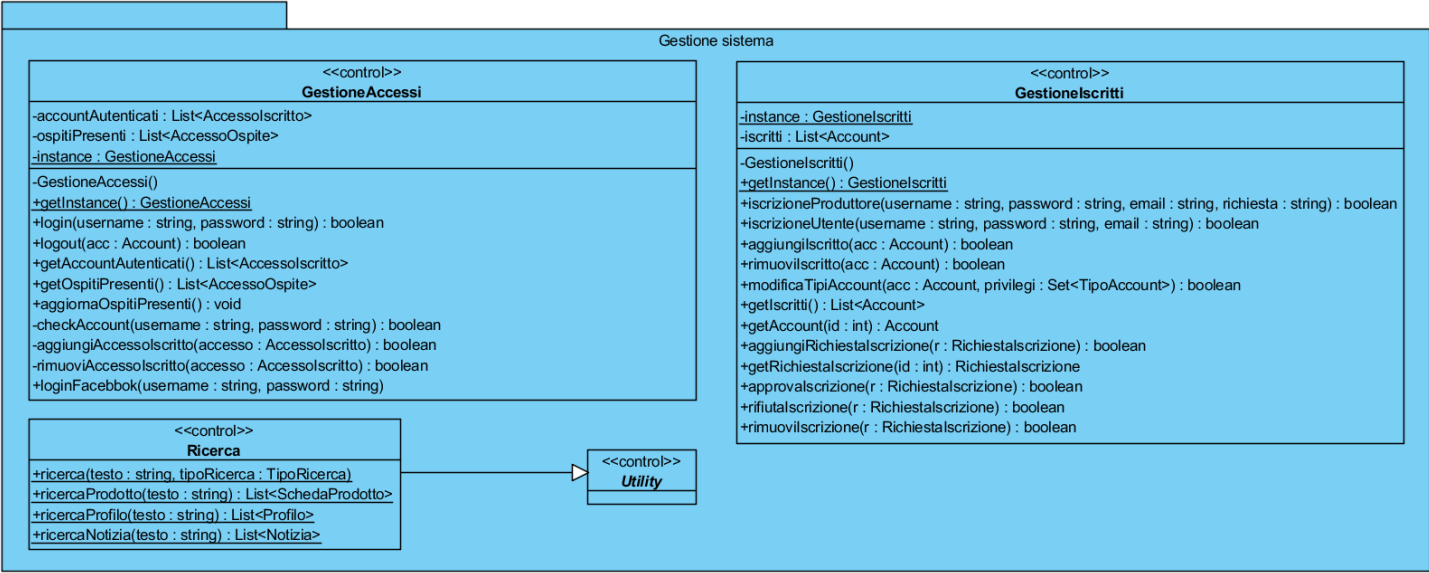 Gestione sistema
<<control>>
GestioneAccessi
-accountAutenticati : List<AccessoIscritto>
-ospitiPresenti : List<AccessoOspite>
-instance : GestioneAccessi
-GestioneAccessi()
+getInstance() : GestioneAccessi
+login(username : string, password : string) : boolean
+logout(acc : Account) : boolean
+getAccountAutenticati() : List<AccessoIscritto>
+getOspitiPresenti() : List<AccessoOspite>
+aggiornaOspitiPresenti() : void
-checkAccount(username : string, password : string) : boolean
-aggiungiAccessoIscritto(accesso : AccessoIscritto) : boolean
-rimuoviAccessoIscritto(accesso : AccessoIscritto) : boolean
+loginFacebbok(username : string, password : string)
<<control>>
GestioneIscritti
-instance : GestioneIscritti
-iscritti : List<Account>
-GestioneIscritti()
+getInstance() : GestioneIscritti
+iscrizioneProduttore(username : string, password : string, email : string, richiesta : string) : boolean
+iscrizioneUtente(username : string, password : string, email : string) : boolean
+aggiungiIscritto(acc : Account) : boolean
+rimuoviIscritto(acc : Account) : boolean
+modificaTipiAccount(acc : Account, privilegi : Set<TipoAccount>) : boolean
+getIscritti() : List<Account>
+getAccount(id : int) : Account
+aggiungiRichiestaIscrizione(r : RichiestaIscrizione) : boolean
+getRichiestaIscrizione(id : int) : RichiestaIscrizione
+approvaIscrizione(r : RichiestaIscrizione) : boolean
+rifiutaIscrizione(r : RichiestaIscrizione) : boolean
+rimuoviIscrizione(r : RichiestaIscrizione) : boolean
<<control>>
Ricerca
+ricerca(testo : string, tipoRicerca : TipoRicerca)
+ricercaProdotto(testo : string) : List<SchedaProdotto>
+ricercaProfilo(testo : string) : List<Profilo>
+ricercaNotizia(testo : string) : List<Notizia>
<<control>>
Utility